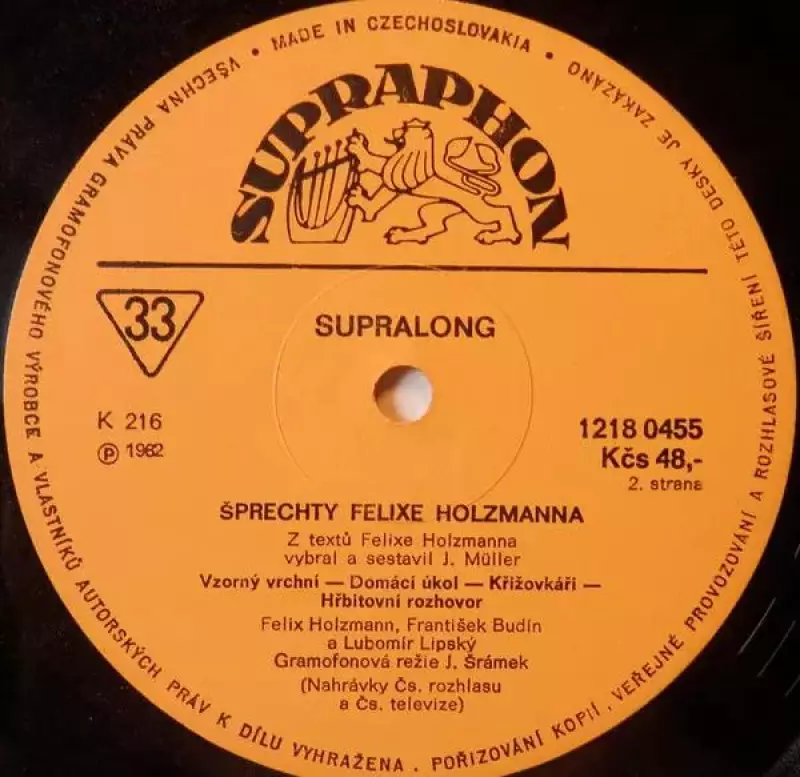 VŠECHNA PRÁVA GRAMOFONOVÉHO VÝROBCE A VLASTNÍKŮ AUTORSKÝCH PRÁV K DÍLU VYHRAŽENA . POŘIZOVÁNÍ KOPIÍ, VEŘEJNÉ PROVOZOVÁNÍ A ROZHLASOVÉ ŠÍŘENÍ TÉTO DESKY JE ZAKÁZÁNO
• MADE IN CZECHOSLOVAKIA •
SUPRAPHON
33
SUPRALONG
K 216
Ⓟ 1982
1218 0455
Kčs 48,-
2. strana
ŠPRECHTY FELIXE HOLZMANNA
Z textů Felixe Holzmanna
vybral a sestavil J. Müller
Vzorný vrchní — Domácí úkol — Křížovkáři —
Hřbitovní rozhovor
Felix Holzmann, František Budín
a Lubomír Lipský
Gramofonová režie J. Šrámek
(Nahrávky Čs. rozhlasu
a Čs. televize)